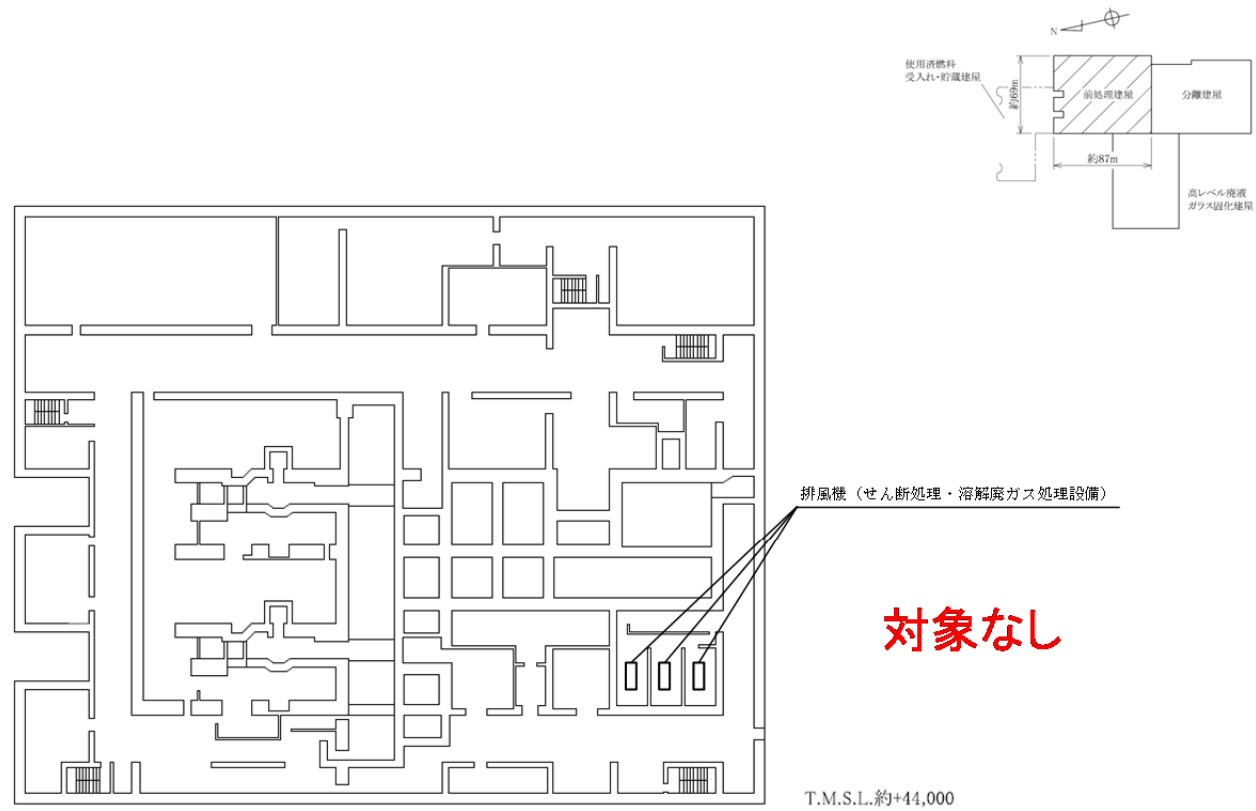 N
使用済燃料
受入れ・貯蔵建屋
約69m
前処理建屋
分離建屋
約87m
高レベル廃液
ガラス固化建屋
排風機（せん断処理・溶解廃ガス処理設備）
対象なし
T.M.S.L.約+44,000